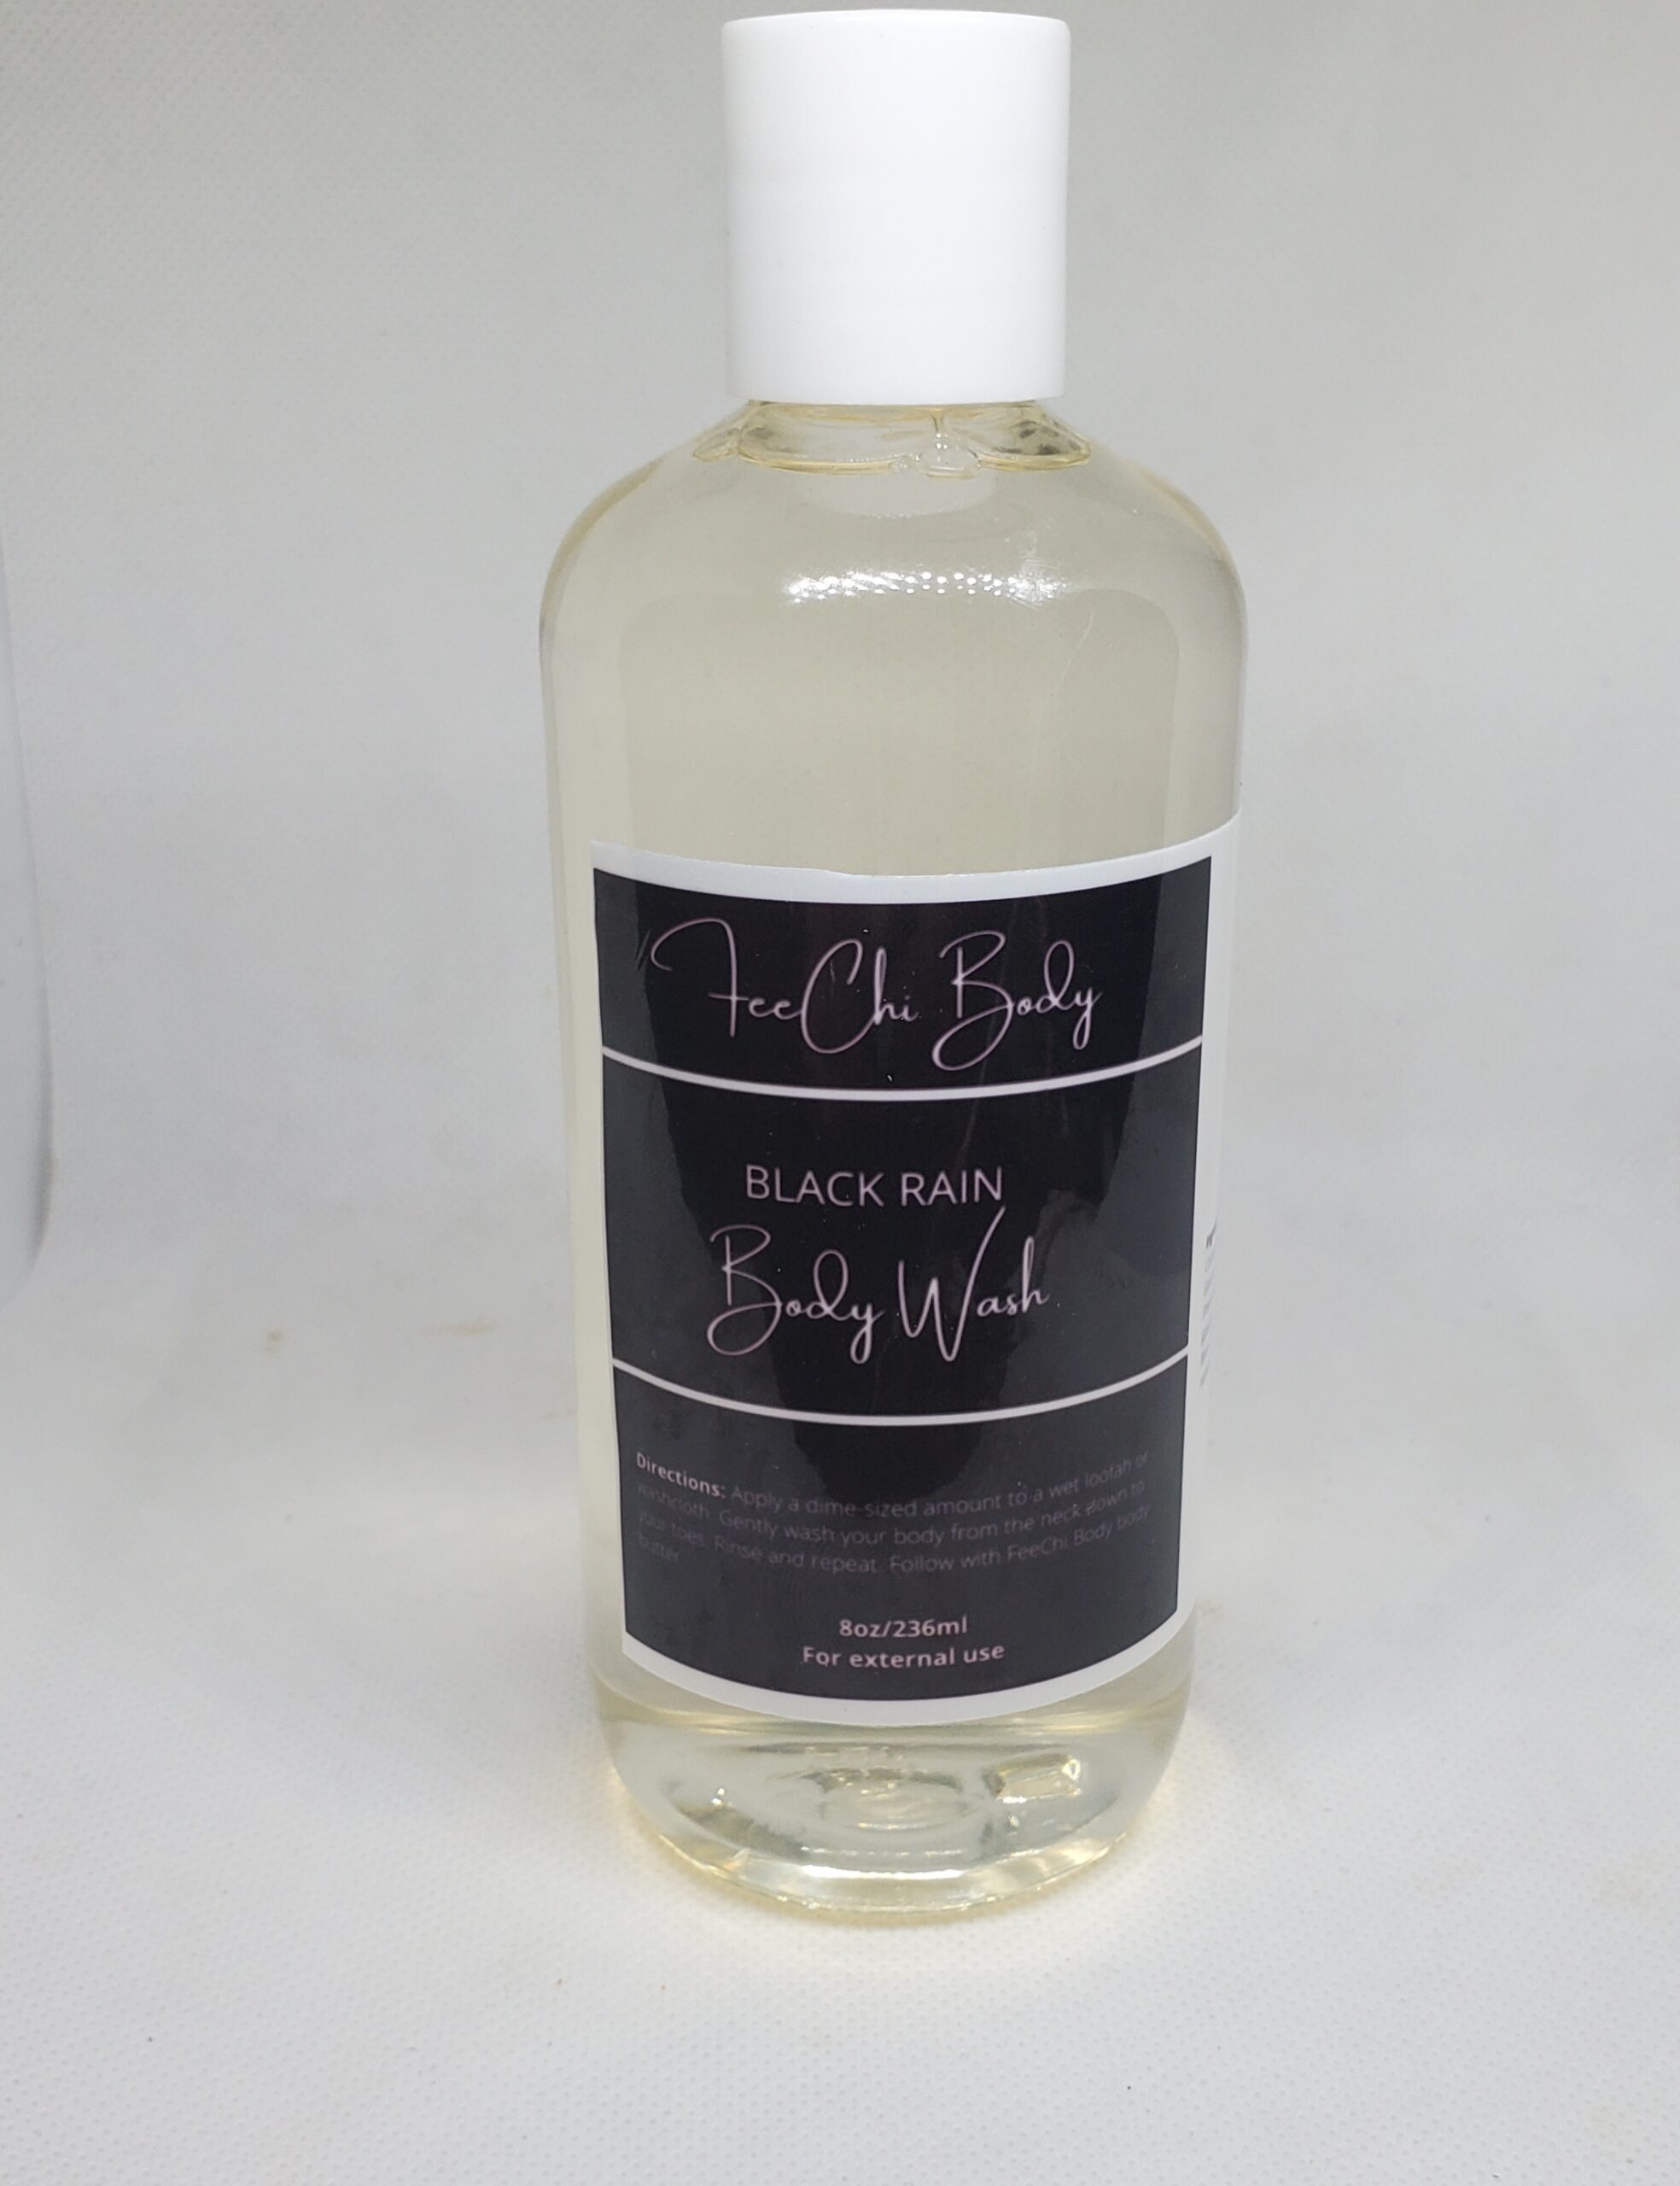 FeeChi Body
BLACK RAIN
Body Wash
Directions: Apply a dime-sized amount to a wet loofah or
washcloth. Gently wash your body from the neck down to
your toes. Rinse and repeat. Follow with FeeChi Body body
butter.
8oz/236ml
For external use